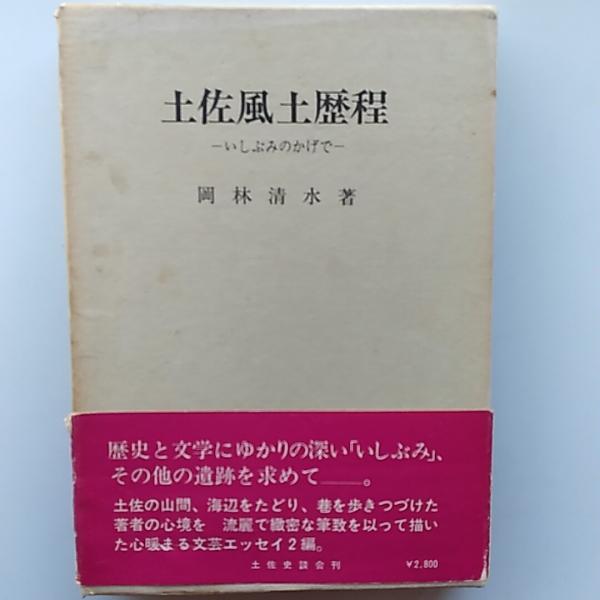 土佐風土歴程
－いしぶみのかげで－
岡林清水著
歴史と文学にゆかりの深い「いしぶみ」、
その他の遺跡を求めて＿＿。
土佐の山間、海辺をたどり、巷を歩きつづけた
著者の心境を　流麗で緻密な筆致を以って描い
た心暖まる文芸エッセイ2編。
土佐史談会刊　￥2,800